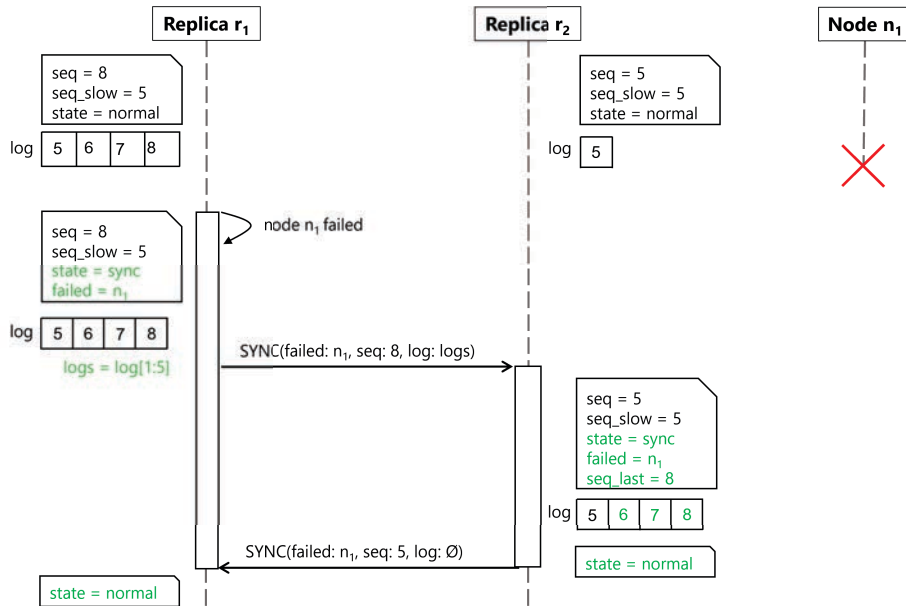 Replica r₁
Replica r₂
Node n₁
seq = 8
seq_slow = 5
state = normal
log 5 6 7 8
seq = 5
seq_slow = 5
state = normal
log 5
node n₁ failed
seq = 8
seq_slow = 5
state = sync
failed = n₁
log 5 6 7 8
logs = log[1:5]
SYNC(failed: n₁, seq: 8, log: logs)
seq = 5
seq_slow = 5
state = sync
failed = n₁
seq_last = 8
log 5 6 7 8
SYNC(failed: n₁, seq: 5, log: Ø)
state = normal
state = normal